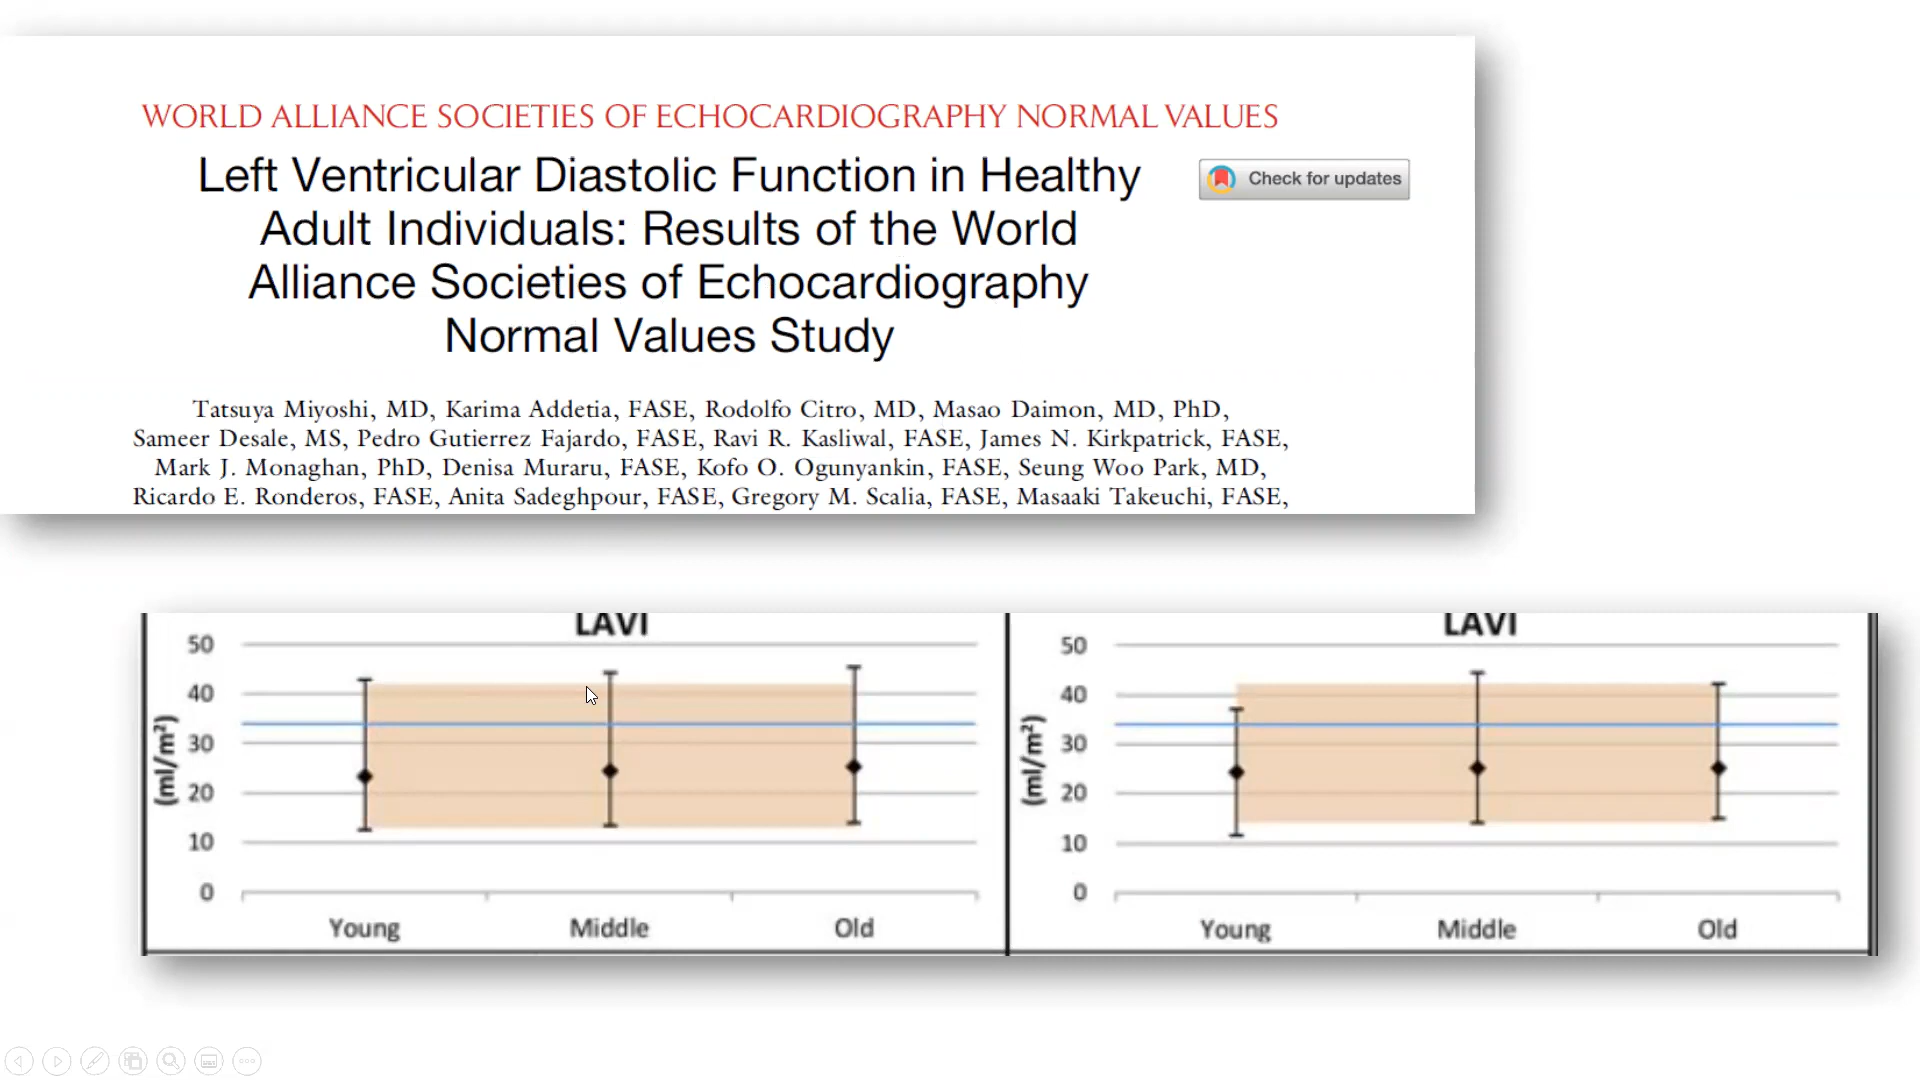 WORLD ALLIANCE SOCIETIES OF ECHOCARDIOGRAPHY NORMAL VALUES
Left Ventricular Diastolic Function in Healthy
Adult Individuals: Results of the World
Alliance Societies of Echocardiography
Normal Values Study
Check for updates
Tatsuya Miyoshi, MD, Karima Addetia, FASE, Rodolfo Citro, MD, Masao Daimon, MD, PhD,
Sameer Desale, MS, Pedro Gutierrez Fajardo, FASE, Ravi R. Kasliwal, FASE, James N. Kirkpatrick, FASE,
Mark J. Monaghan, PhD, Denisa Muraru, FASE, Kofo O. Ogunyankin, FASE, Seung Woo Park, MD,
Ricardo E. Ronderos, FASE, Anita Sadeghpour, FASE, Gregory M. Scalia, FASE, Masaaki Takeuchi, FASE,
LAVI
(ml/m²)
50
40
30
20
10
0
Young Middle Old
LAVI
(ml/m²)
50
40
30
20
10
0
Young Middle Old